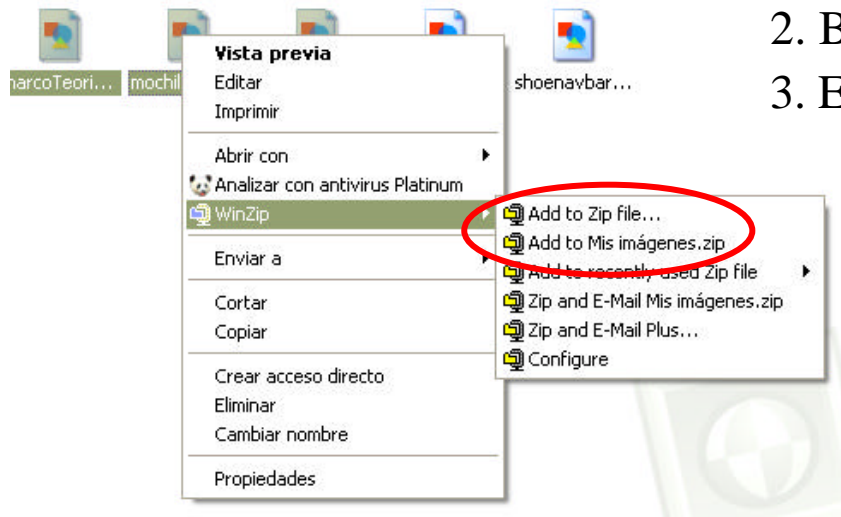 2. B
3. E
narcoTeori...
mochil
shoenavbar...
Vista previa
Editar
Imprimir
Abrir con
Analizar con antivirus Platinum
WinZip
Enviar a
Cortar
Copiar
Crear acceso directo
Eliminar
Cambiar nombre
Propiedades
Add to Zip file...
Add to Mis imágenes.zip
Add to recently used Zip file
Zip and E-Mail Mis imágenes.zip
Zip and E-Mail Plus...
Configure